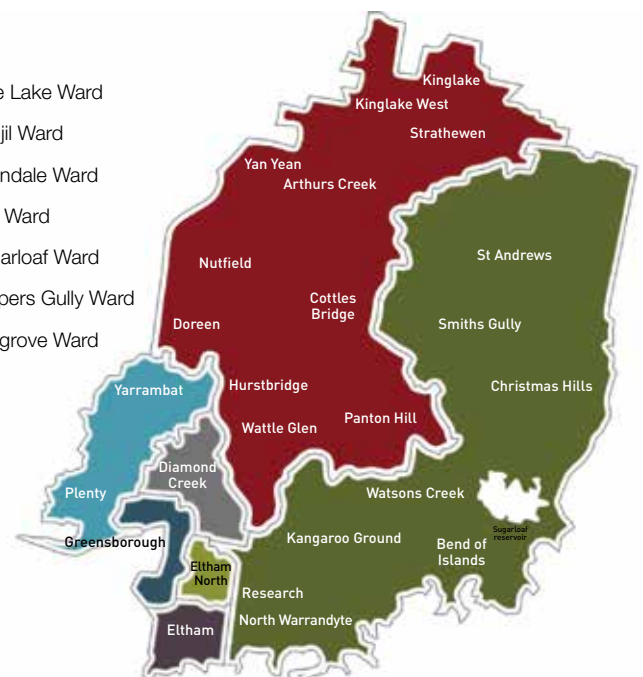 e Lake Ward
jil Ward
ndale Ward
Ward
arloaf Ward
pers Gully Ward
grove Ward
Kinglake
Kinglake West
Strathewen
Yan Yean
Arthurs Creek
St Andrews
Nutfield
Cottles
Bridge
Doreen
Smiths Gully
Yarrambat
Hurstbridge
Christmas Hills
Wattle Glen
Panton Hill
Diamond
Creek
Plenty
Watsons Creek
Greensborough
Kangaroo Ground
Sugarloaf
reservoir
Bend of
Islands
Eltham
North
Research
North Warrandyte
Eltham